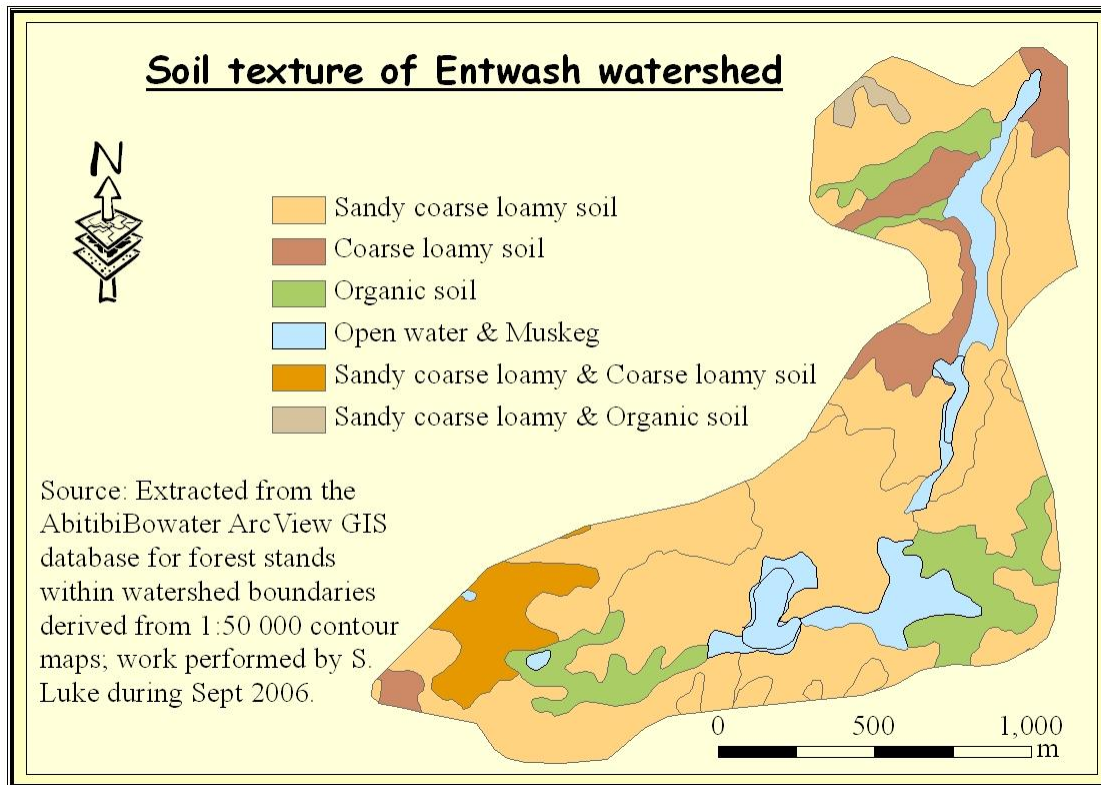 Soil texture of Entwash watershed
N
Sandy coarse loamy soil
Coarse loamy soil
Organic soil
Open water & Muskeg
Sandy coarse loamy & Coarse loamy soil
Sandy coarse loamy & Organic soil
Source: Extracted from the
AbitibiBowater ArcView GIS
database for forest stands
within watershed boundaries
derived from 1:50 000 contour
maps; work performed by S.
Luke during Sept 2006.
0 500 1,000
m